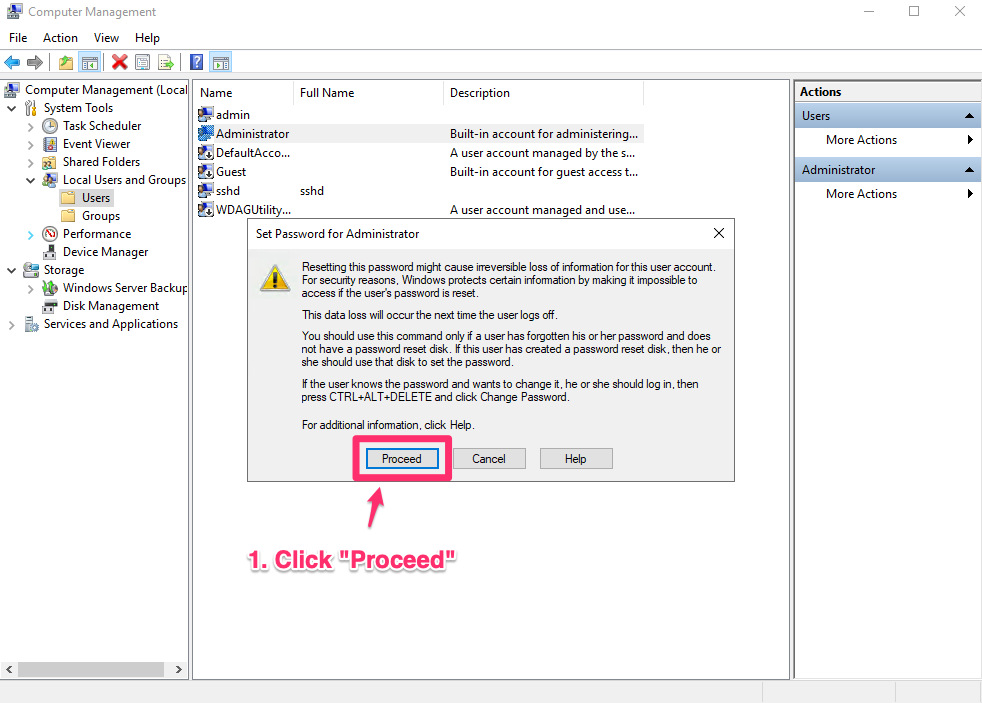 Computer Management
File Action View Help
Computer Management (Local
System Tools
Task Scheduler
Event Viewer
Shared Folders
Local Users and Groups
Users
Groups
Performance
Device Manager
Storage
Windows Server Backup
Disk Management
Services and Applications
Name Full Name Description
admin
Administrator Built-in account for administering...
DefaultAcco... A user account managed by the s...
Guest Built-in account for guest access t...
sshd sshd
WDAGUtility... A user account managed and use...
Set Password for Administrator
Resetting this password might cause irreversible loss of information for this user account.
For security reasons, Windows protects certain information by making it impossible to
access if the user's password is reset.
This data loss will occur the next time the user logs off.
You should use this command only if a user has forgotten his or her password and does
not have a password reset disk. If this user has created a password reset disk, then he or
she should use that disk to set the password.
If the user knows the password and wants to change it, he or she should log in, then
press CTRL+ALT+DELETE and click Change Password.
For additional information, click Help.
Proceed Cancel Help
1. Click "Proceed"
Actions
Users
More Actions
Administrator
More Actions